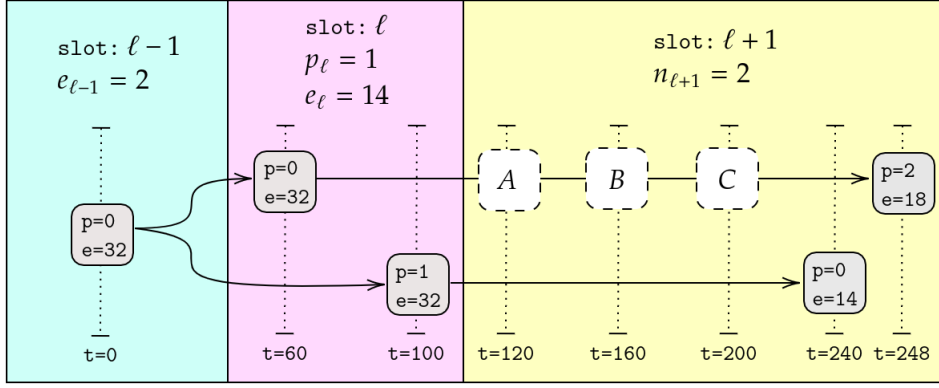 slot: ℓ − 1
e_{ℓ−1} = 2
slot: ℓ
p_ℓ = 1
e_ℓ = 14
slot: ℓ + 1
n_{ℓ+1} = 2
p=0
e=32
p=0
e=32
A
B
C
p=2
e=18
p=1
e=32
p=0
e=14
t=0
t=60
t=100
t=120
t=160
t=200
t=240
t=248